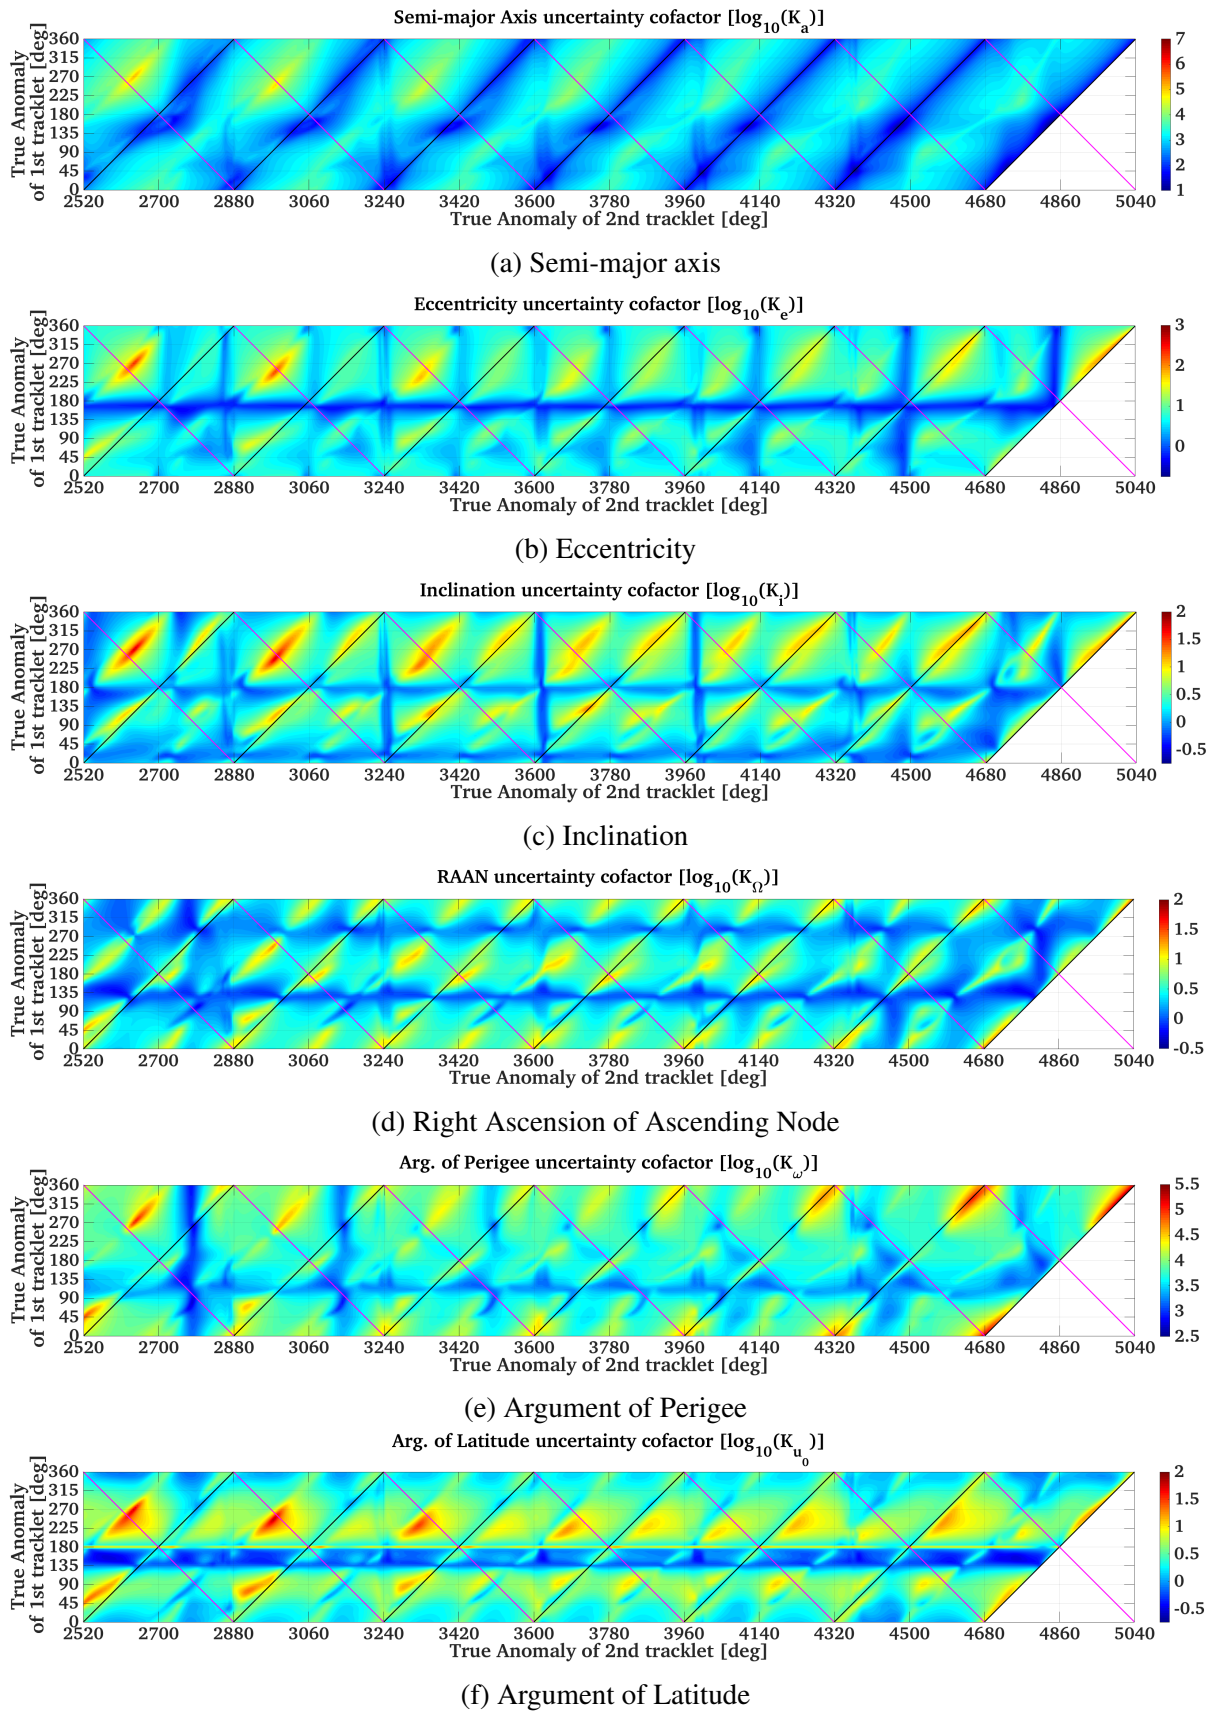 Semi-major Axis uncertainty cofactor [log10(Ka)]
True Anomaly
of 1st tracklet [deg]
360
315
270
225
180
135
90
45
0
7
6
5
4
3
2
1
2520 2700 2880 3060 3240 3420 3600 3780 3960 4140 4320 4500 4680 4860 5040
True Anomaly of 2nd tracklet [deg]
(a) Semi-major axis
Eccentricity uncertainty cofactor [log10(Ke)]
True Anomaly
of 1st tracklet [deg]
360
315
270
225
180
135
90
45
0
3
2
1
0
2520 2700 2880 3060 3240 3420 3600 3780 3960 4140 4320 4500 4680 4860 5040
True Anomaly of 2nd tracklet [deg]
(b) Eccentricity
Inclination uncertainty cofactor [log10(Ki)]
True Anomaly
of 1st tracklet [deg]
360
315
270
225
180
135
90
45
0
2
1.5
1
0.5
0
-0.5
2520 2700 2880 3060 3240 3420 3600 3780 3960 4140 4320 4500 4680 4860 5040
True Anomaly of 2nd tracklet [deg]
(c) Inclination
RAAN uncertainty cofactor [log10(KΩ)]
True Anomaly
of 1st tracklet [deg]
360
315
270
225
180
135
90
45
0
2
1.5
1
0.5
0
-0.5
2520 2700 2880 3060 3240 3420 3600 3780 3960 4140 4320 4500 4680 4860 5040
True Anomaly of 2nd tracklet [deg]
(d) Right Ascension of Ascending Node
Arg. of Perigee uncertainty cofactor [log10(Kω)]
True Anomaly
of 1st tracklet [deg]
360
315
270
225
180
135
90
45
0
5.5
5
4.5
4
3.5
3
2.5
2520 2700 2880 3060 3240 3420 3600 3780 3960 4140 4320 4500 4680 4860 5040
True Anomaly of 2nd tracklet [deg]
(e) Argument of Perigee
Arg. of Latitude uncertainty cofactor [log10(Ku0)]
True Anomaly
of 1st tracklet [deg]
360
315
270
225
180
135
90
45
0
2
1.5
1
0.5
0
-0.5
2520 2700 2880 3060 3240 3420 3600 3780 3960 4140 4320 4500 4680 4860 5040
True Anomaly of 2nd tracklet [deg]
(f) Argument of Latitude